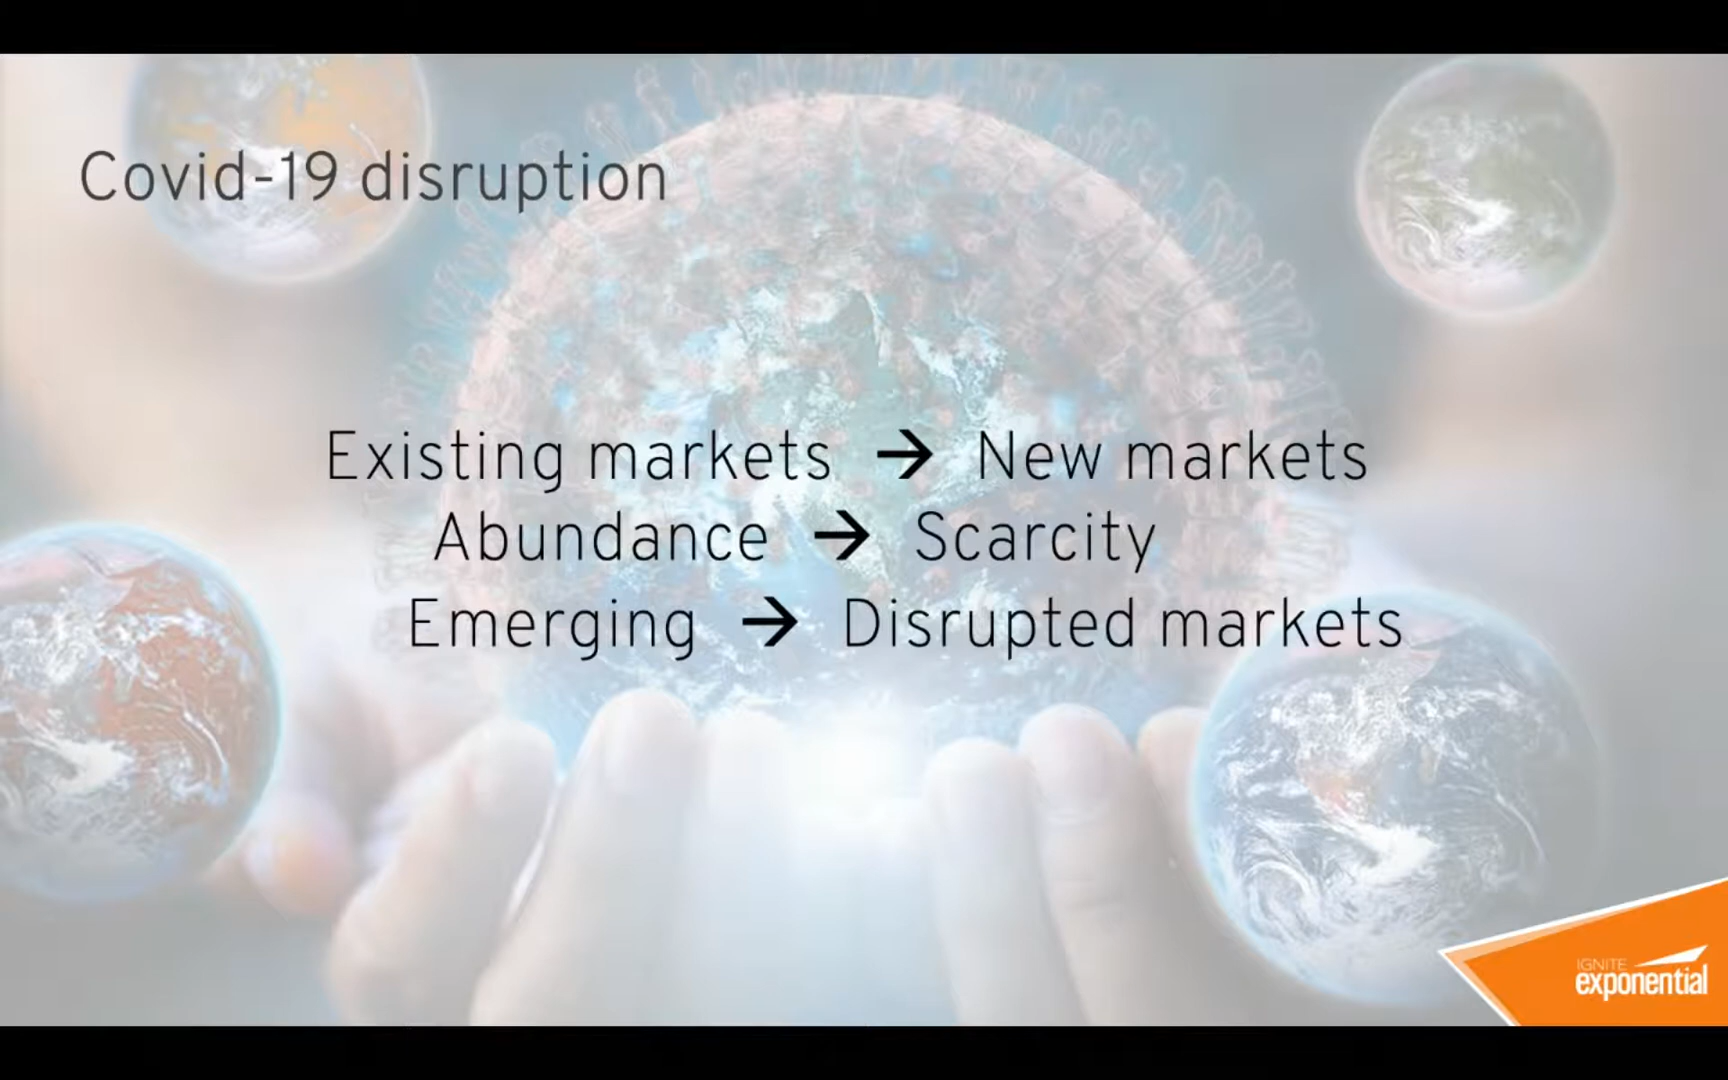 Covid-19 disruption
Existing markets → New markets
Abundance → Scarcity
Emerging → Disrupted markets
IGNITE
exponential